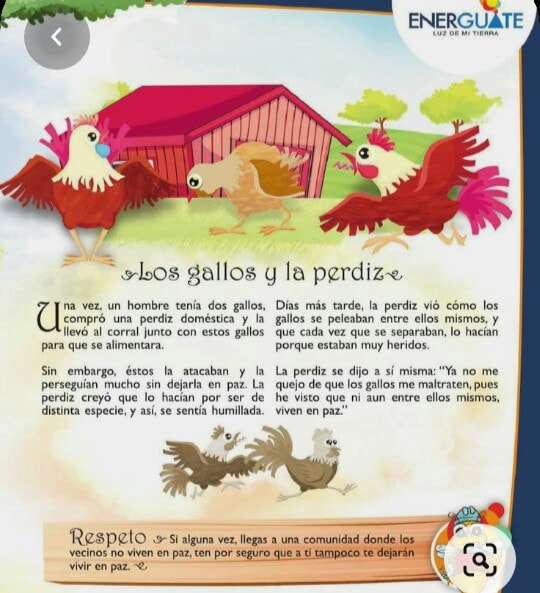 ENERGUATE
LUZ DE MI TIERRA
Los gallos y la perdiz
Una vez, un hombre tenía dos gallos,
compró una perdiz doméstica y la
llevó al corral junto con estos gallos
para que se alimentara.
Sin embargo, éstos la atacaban y la
perseguían mucho sin dejarla en paz. La
perdiz creyó que lo hacían por ser de
distinta especie, y así, se sentía humillada.
Días más tarde, la perdiz vió cómo los
gallos se peleaban entre ellos mismos, y
que cada vez que se separaban, lo hacían
porque estaban muy heridos.
La perdiz se dijo a sí misma: “Ya no me
quejo de que los gallos me maltraten, pues
he visto que ni aun entre ellos mismos,
viven en paz.”
Respeto Si alguna vez, llegas a una comunidad donde los
vecinos no viven en paz, ten por seguro que a ti tampoco te dejarán
vivir en paz.